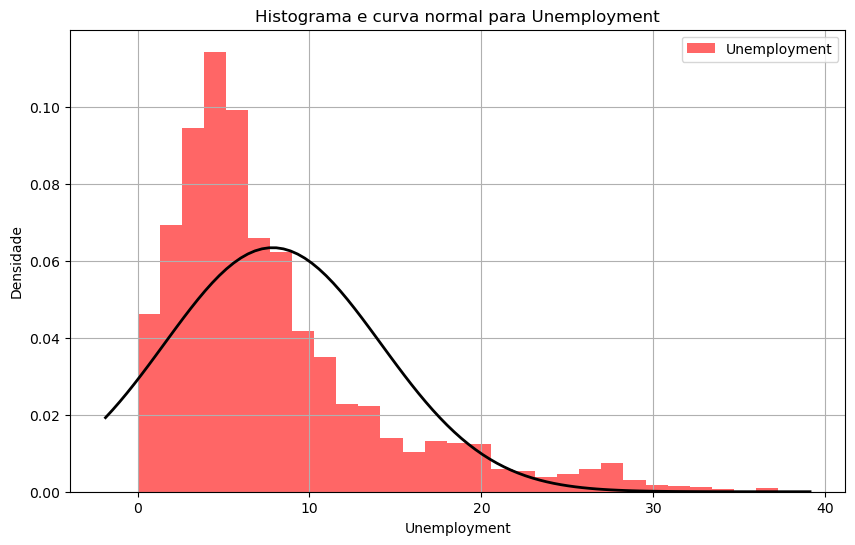 Histograma e curva normal para Unemployment
Unemployment
0.10
0.08
0.06
0.04
0.02
0.00
Densidade
0 10 20 30 40
Unemployment